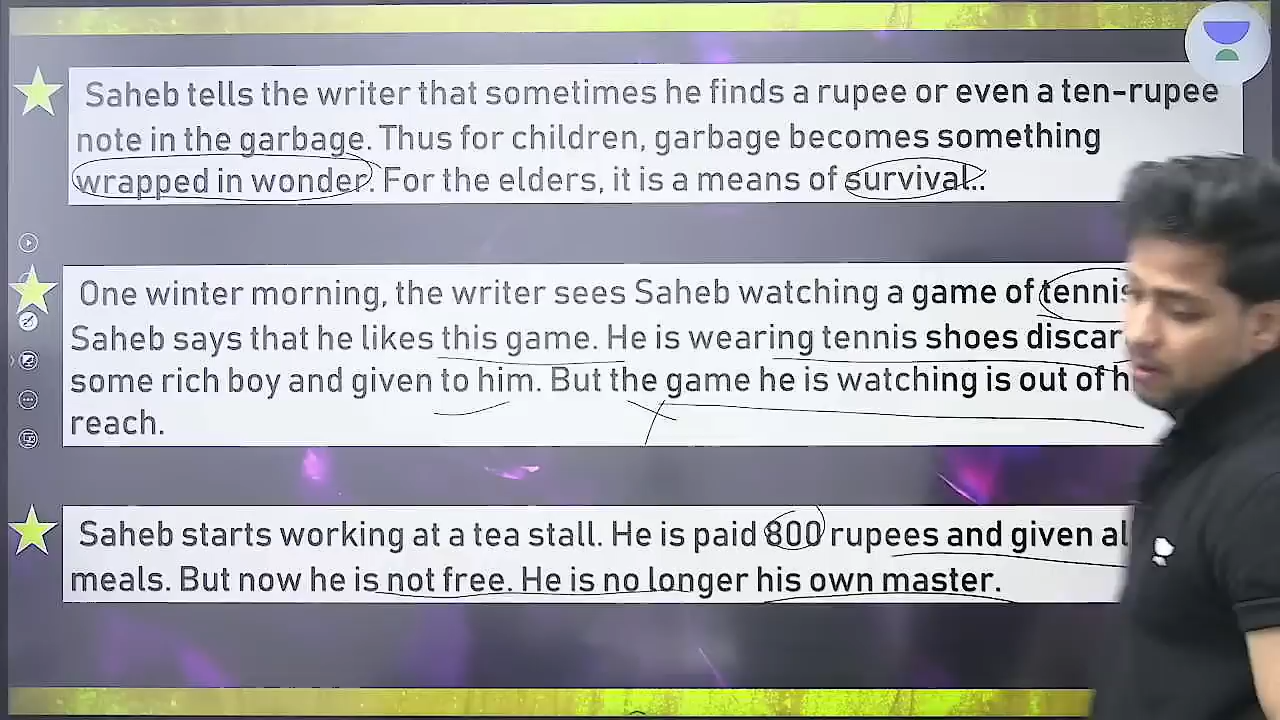 Saheb tells the writer that sometimes he finds a rupee or even a ten-rupee
note in the garbage. Thus for children, garbage becomes something
wrapped in wonder. For the elders, it is a means of survival..
One winter morning, the writer sees Saheb watching a game of tennis
Saheb says that he likes this game. He is wearing tennis shoes discar
some rich boy and given to him. But the game he is watching is out of h
reach.
Saheb starts working at a tea stall. He is paid 800 rupees and given al
meals. But now he is not free. He is no longer his own master.